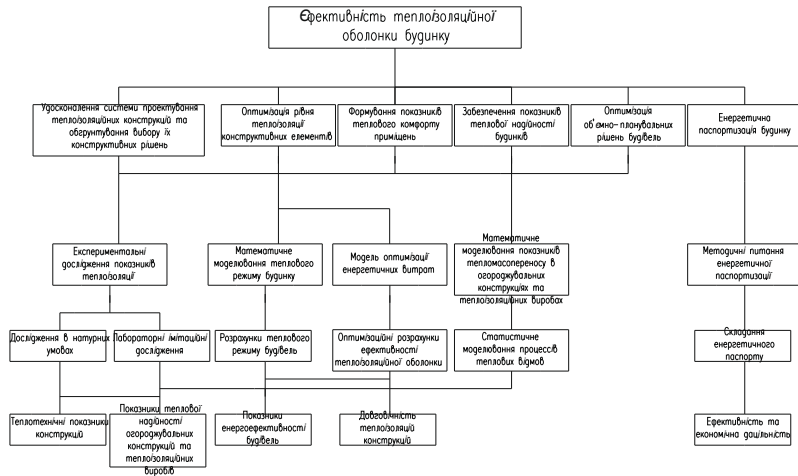 Єфективність теплоізоляційної
оболонки будинку
Удосконалення системи проектування
теплоізоляційних конструкцій та
обґрунтування вибору їх
конструктивних рішень
Оптимізація рівня
теплоізоляції
конструктивних елементів
Формування показників
теплового комфорту
приміщень
Забезпечення показників
теплової надійності
будинків
Оптимізація
об'ємно-планувальних
рішень будівель
Енергетична
паспортизація будинку
Експериментальні
дослідження показників
теплоізоляції
Математичне
моделювання теплового
режиму будинку
Модель оптимізації
енергетичних витрат
Математичне
моделювання показників
тепломасопереносу в
огороджувальних
конструкціях та
теплоізоляційних виробах
Методичні питання
енергетичної
паспортизації
Дослідження в натурних
умовах
Лабораторні імітаційні
дослідження
Розрахунки теплового
режиму будівель
Оптимізаційні розрахунки
ефективності
теплоізоляційної оболонки
Статистичне
моделювання процессів
теплових відмов
Складання
енергетичного
паспорту
Теплотехнічні показники
конструкцій
Показники теплової
надійності
огороджувальних
конструкцій та
теплоізоляційних
виробів
Показники
енергоефективності
будівель
Довговічність
теплоізоляцій
конструкцій
Ефективність та
економічна доцільність